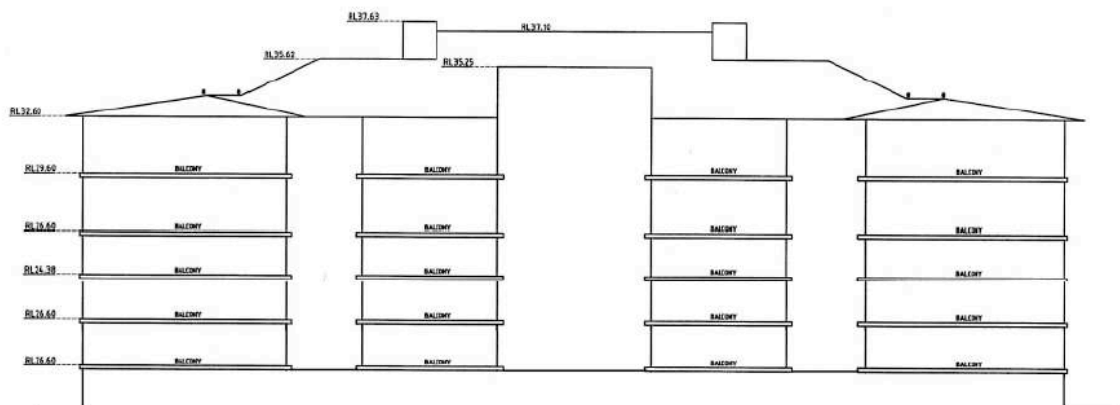 RL37.63
RL37.10
RL35.62
RL35.25
RL32.60
RL29.60 BALCONY BALCONY BALCONY BALCONY
RL26.60 BALCONY BALCONY BALCONY BALCONY
RL24.38 BALCONY BALCONY BALCONY BALCONY
RL26.60 BALCONY BALCONY BALCONY BALCONY
RL26.60 BALCONY BALCONY BALCONY BALCONY